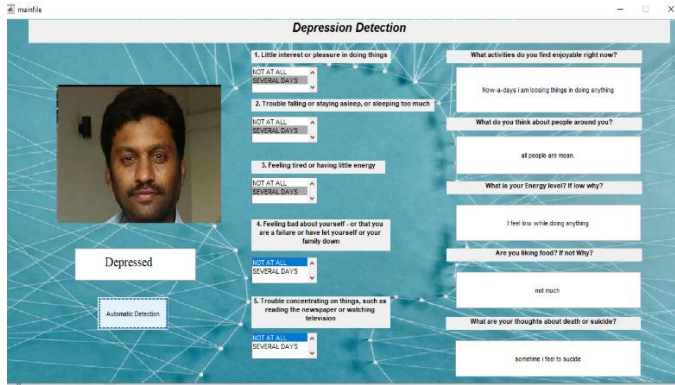 mainfile
Depression Detection
Depressed
Automatic Detection
1. Little interest or pleasure in doing things
NOT AT ALL
SEVERAL DAYS
2. Trouble falling or staying asleep, or sleeping too much
NOT AT ALL
SEVERAL DAYS
3. Feeling tired or having little energy
NOT AT ALL
SEVERAL DAYS
4. Feeling bad about yourself - or that you
are a failure or have let yourself or your
family down
NOT AT ALL
SEVERAL DAYS
5. Trouble concentrating on things, such as
reading the newspaper or watching
television
NOT AT ALL
SEVERAL DAYS
What activities do you find enjoyable right now?
Now-a-days i am loosing things in doing anything
What do you think about people around you?
all people are mean.
What is your Energy level? If low why?
I feel low while doing anything
Are you liking food? If not Why?
not much
What are your thoughts about death or suicide?
sometime i feel to sucide